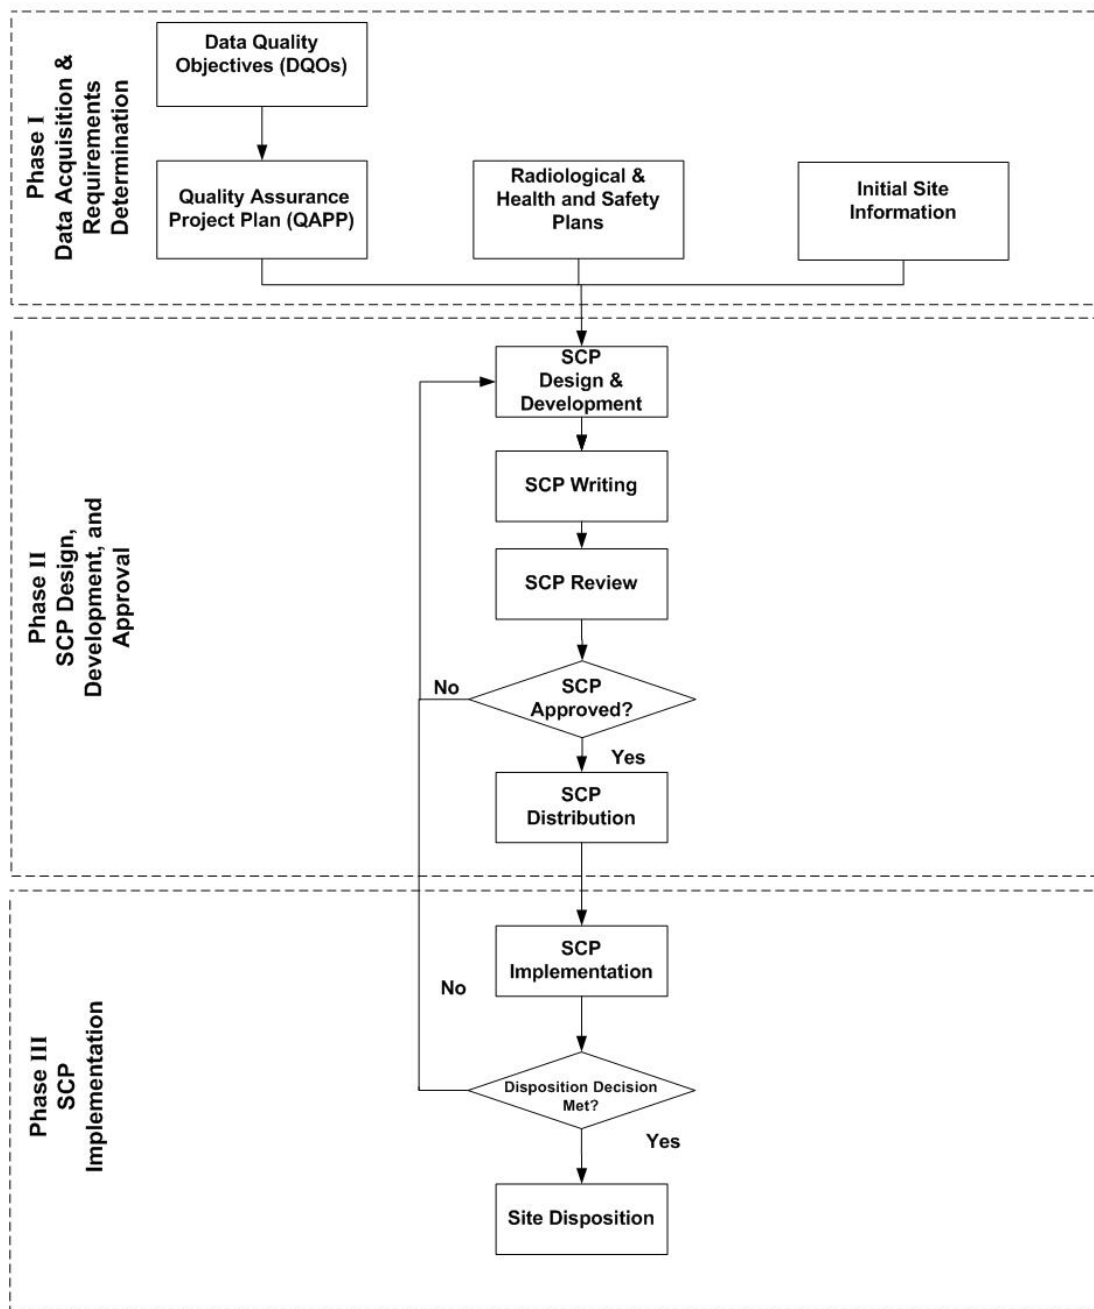 Phase I
Data Acquisition &
Requirements
Determination
Data Quality
Objectives (DQOs)
Quality Assurance
Project Plan (QAPP)
Radiological &
Health and Safety
Plans
Initial Site
Information
Phase II
SCP Design,
Development, and
Approval
SCP
Design &
Development
SCP Writing
SCP Review
SCP
Approved?
No
Yes
SCP
Distribution
Phase III
SCP
Implementation
SCP
Implementation
No
Disposition Decision
Met?
Yes
Site Disposition